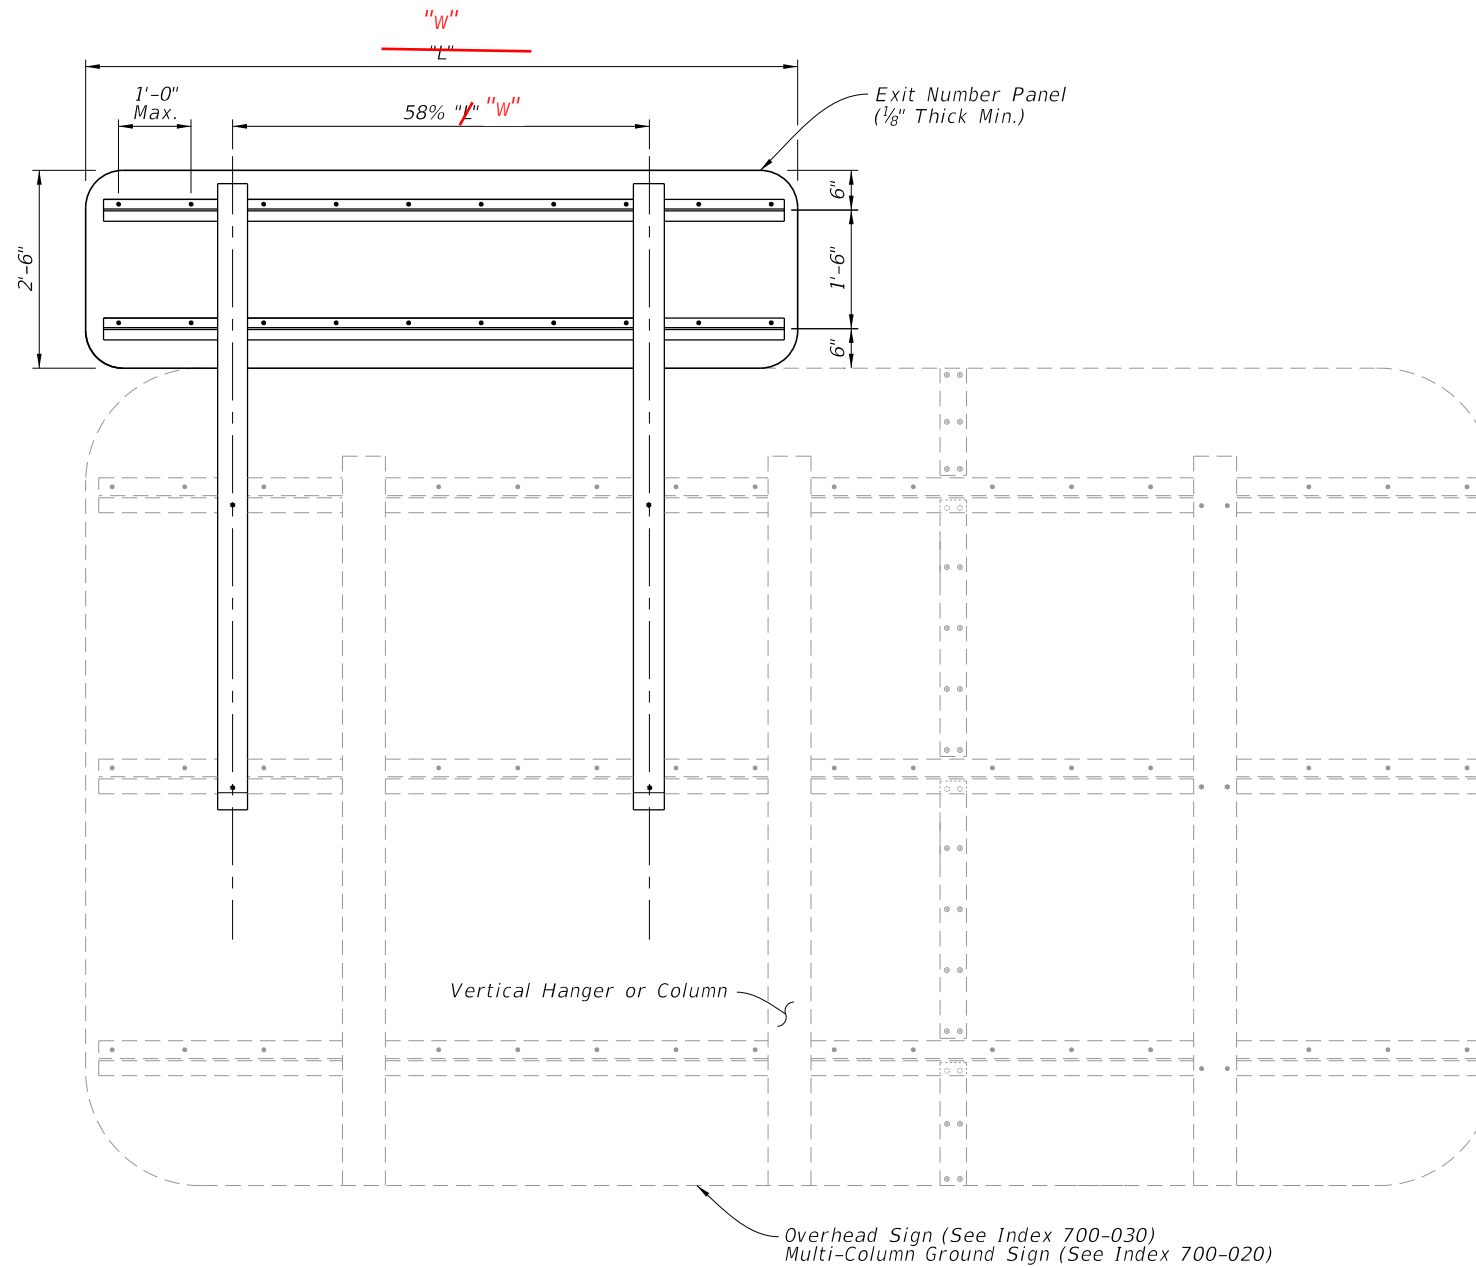 "W"
"L"
1'-0"
Max.
58% "L" "W"
Exit Number Panel
(⅛" Thick Min.)
6"
2'-6"
1'-6"
6"
Vertical Hanger or Column
Overhead Sign (See Index 700-030)
Multi-Column Ground Sign (See Index 700-020)